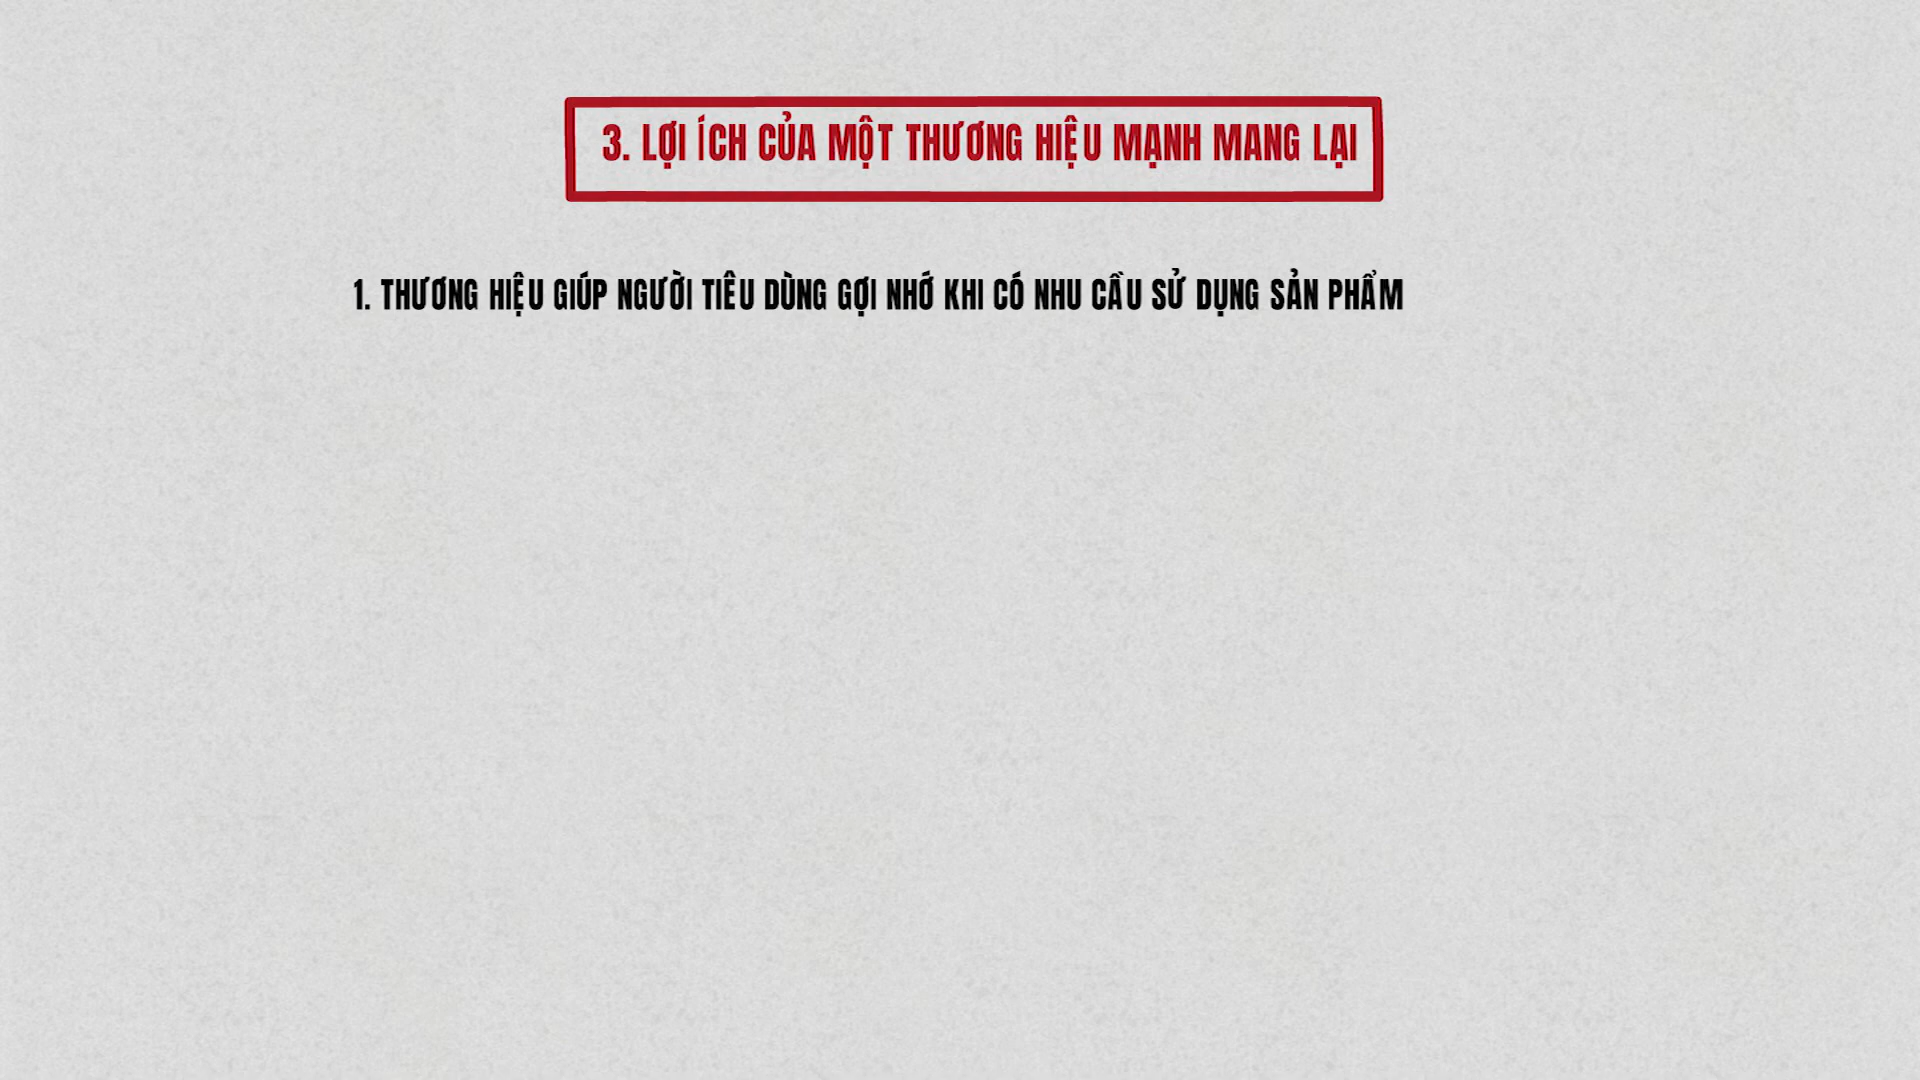 3. LỢI ÍCH CỦA MỘT THƯƠNG HIỆU MẠNH MANG LẠI
1. THƯƠNG HIỆU GIÚP NGƯỜI TIÊU DÙNG GỢI NHỚ KHI CÓ NHU CẦU SỬ DỤNG SẢN PHẨM